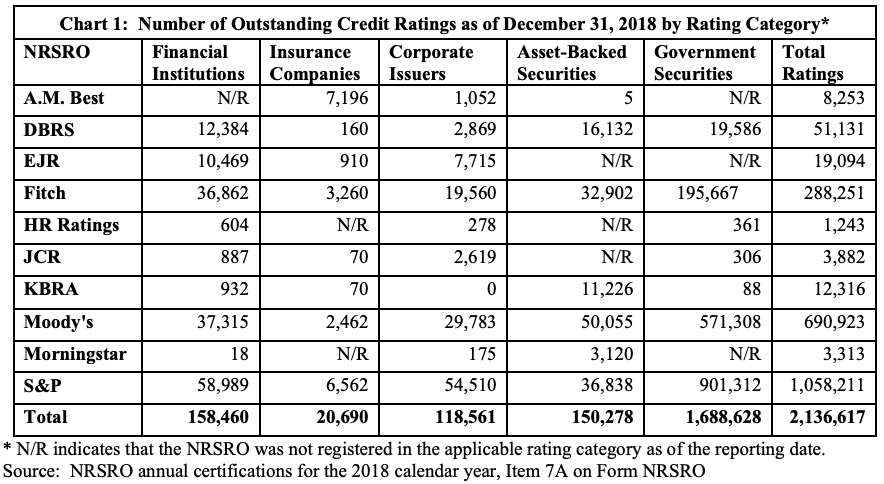 Chart 1: Number of Outstanding Credit Ratings as of December 31, 2018 by Rating Category*
NRSRO Financial Institutions Insurance Companies Corporate Issuers Asset-Backed Securities Government Securities Total Ratings
A.M. Best N/R 7,196 1,052 5 N/R 8,253
DBRS 12,384 160 2,869 16,132 19,586 51,131
EJR 10,469 910 7,715 N/R N/R 19,094
Fitch 36,862 3,260 19,560 32,902 195,667 288,251
HR Ratings 604 N/R 278 N/R 361 1,243
JCR 887 70 2,619 N/R 306 3,882
KBRA 932 70 0 11,226 88 12,316
Moody's 37,315 2,462 29,783 50,055 571,308 690,923
Morningstar 18 N/R 175 3,120 N/R 3,313
S&P 58,989 6,562 54,510 36,838 901,312 1,058,211
Total 158,460 20,690 118,561 150,278 1,688,628 2,136,617
* N/R indicates that the NRSRO was not registered in the applicable rating category as of the reporting date.
Source: NRSRO annual certifications for the 2018 calendar year, Item 7A on Form NRSRO